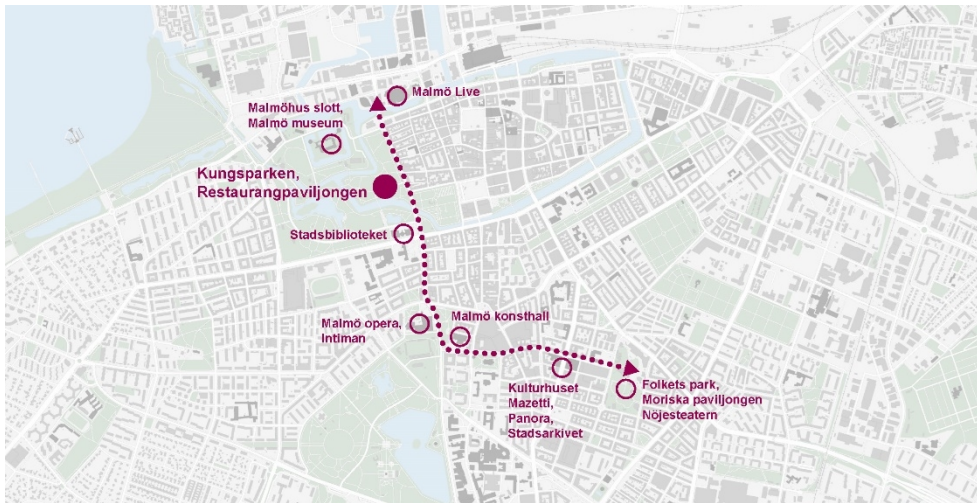 Malmö Live
Malmöhus slott,
Malmö museum
Kungsparken,
Restaurangpaviljongen
Stadsbiblioteket
Malmö opera,
Intiman
Malmö konsthall
Kulturhuset
Mazetti,
Panora,
Stadsarkivet
Folkets park,
Moriska paviljongen
Nöjesteatern